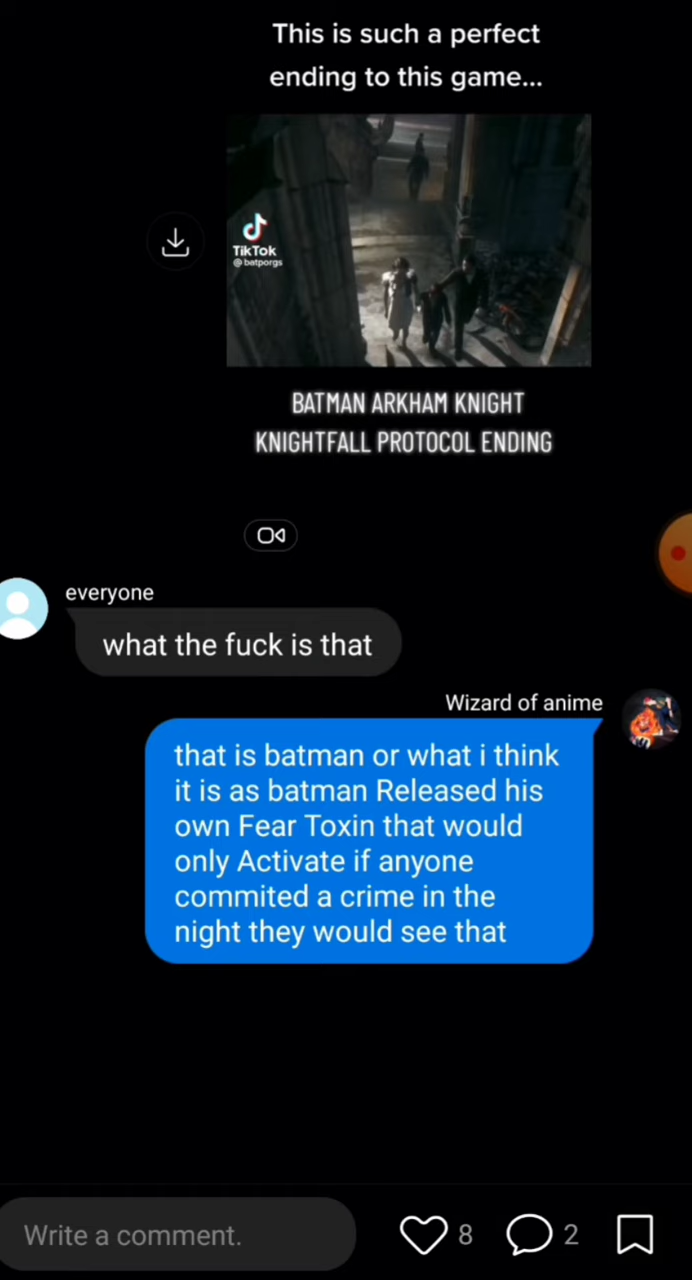 This is such a perfect
ending to this game...
TikTok
@batporgs
BATMAN ARKHAM KNIGHT
KNIGHTFALL PROTOCOL ENDING
everyone
what the fuck is that
Wizard of anime
that is batman or what i think
it is as batman Released his
own Fear Toxin that would
only Activate if anyone
commited a crime in the
night they would see that
Write a comment.
8
2